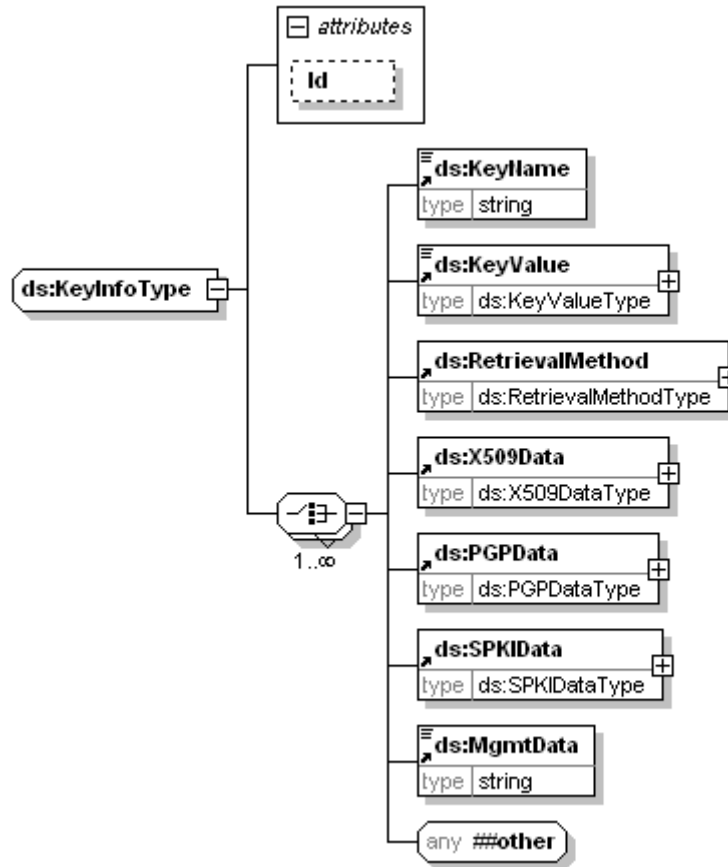 attributes
Id
ds:KeyName
type string
ds:KeyValue
type ds:KeyValueType
ds:KeyInfoType
ds:RetrievalMethod
type ds:RetrievalMethodType
ds:X509Data
type ds:X509DataType
1..∞
ds:PGPData
type ds:PGPDataType
ds:SPKIData
type ds:SPKIDataType
ds:MgmtData
type string
any ##other